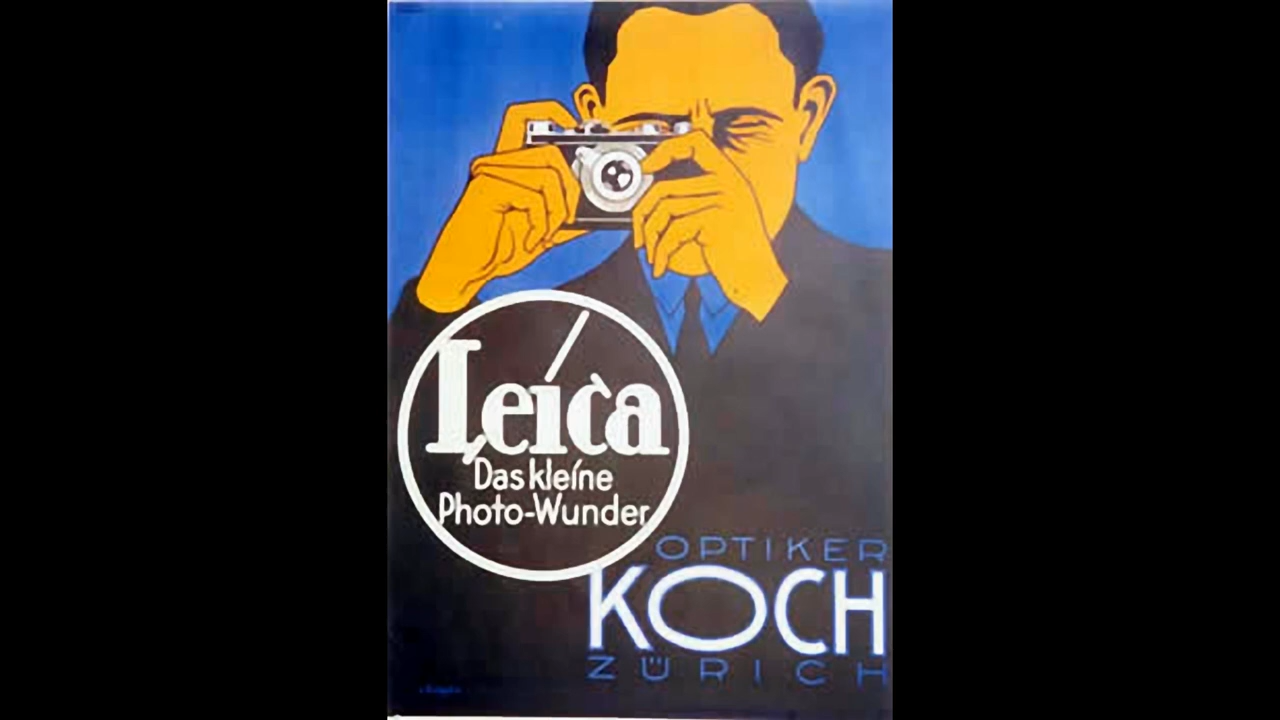 Leica
Das kleine
Photo-Wunder
OPTIKER
KOCH
ZÜRICH